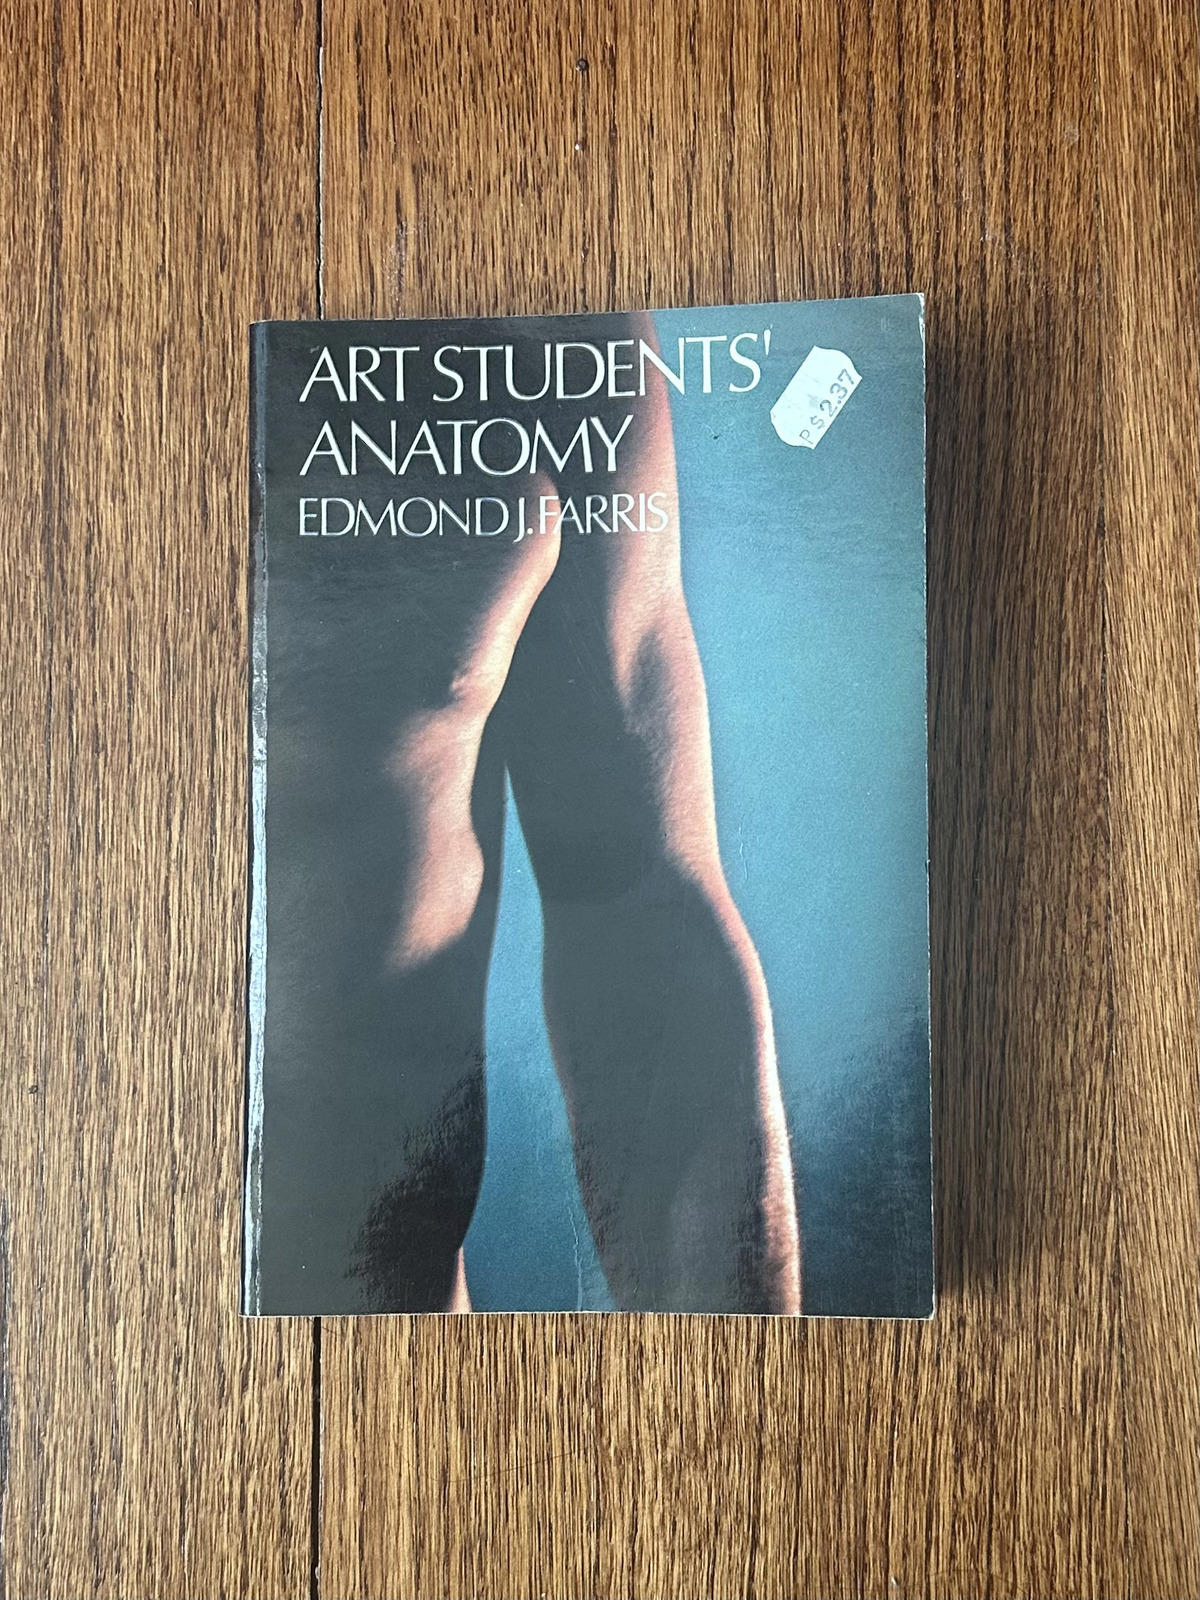 ART STUDENTS'
ANATOMY
EDMOND J. FARRIS
P$2.37